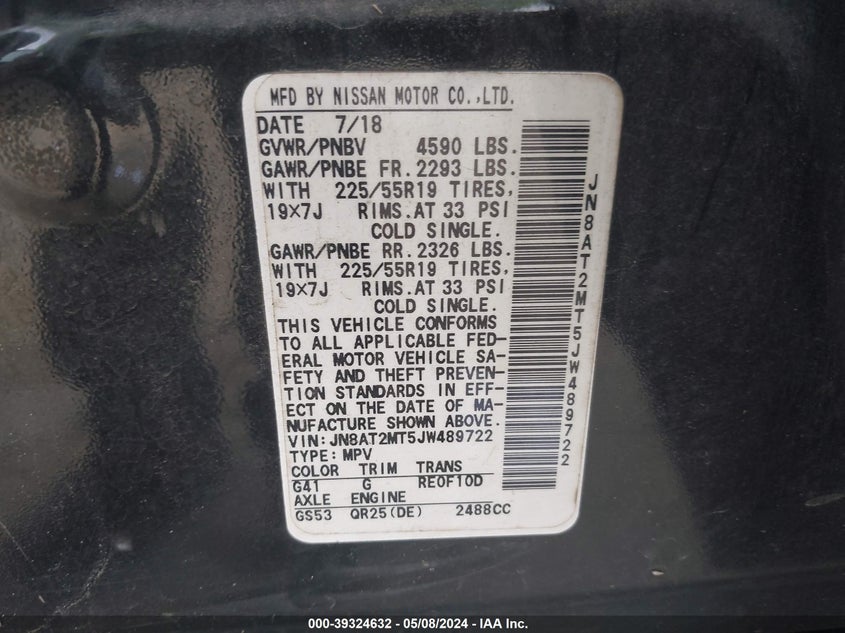 MFD BY NISSAN MOTOR CO.,LTD.
DATE 7/18
GVWR/PNBV 4590 LBS.
GAWR/PNBE FR.2293 LBS.
WITH 225/55R19 TIRES,
19×7J RIMS.AT 33 PSI
COLD SINGLE.
GAWR/PNBE RR.2326 LBS.
WITH 225/55R19 TIRES,
19×7J RIMS.AT 33 PSI
COLD SINGLE.
THIS VEHICLE CONFORMS
TO ALL APPLICABLE FED-
ERAL MOTOR VEHICLE SA-
FETY AND THEFT PREVEN-
TION STANDARDS IN EFF-
ECT ON THE DATE OF MA-
NUFACTURE SHOWN ABOVE.
VIN:JN8AT2MT5JW489722
TYPE:MPV
COLOR TRIM TRANS
G41 G RE0F10D
AXLE ENGINE
GS53 QR25(DE) 2488CC
JN8AT2MT5JW489722
000-39324632 - 05/08/2024 - IAA Inc.